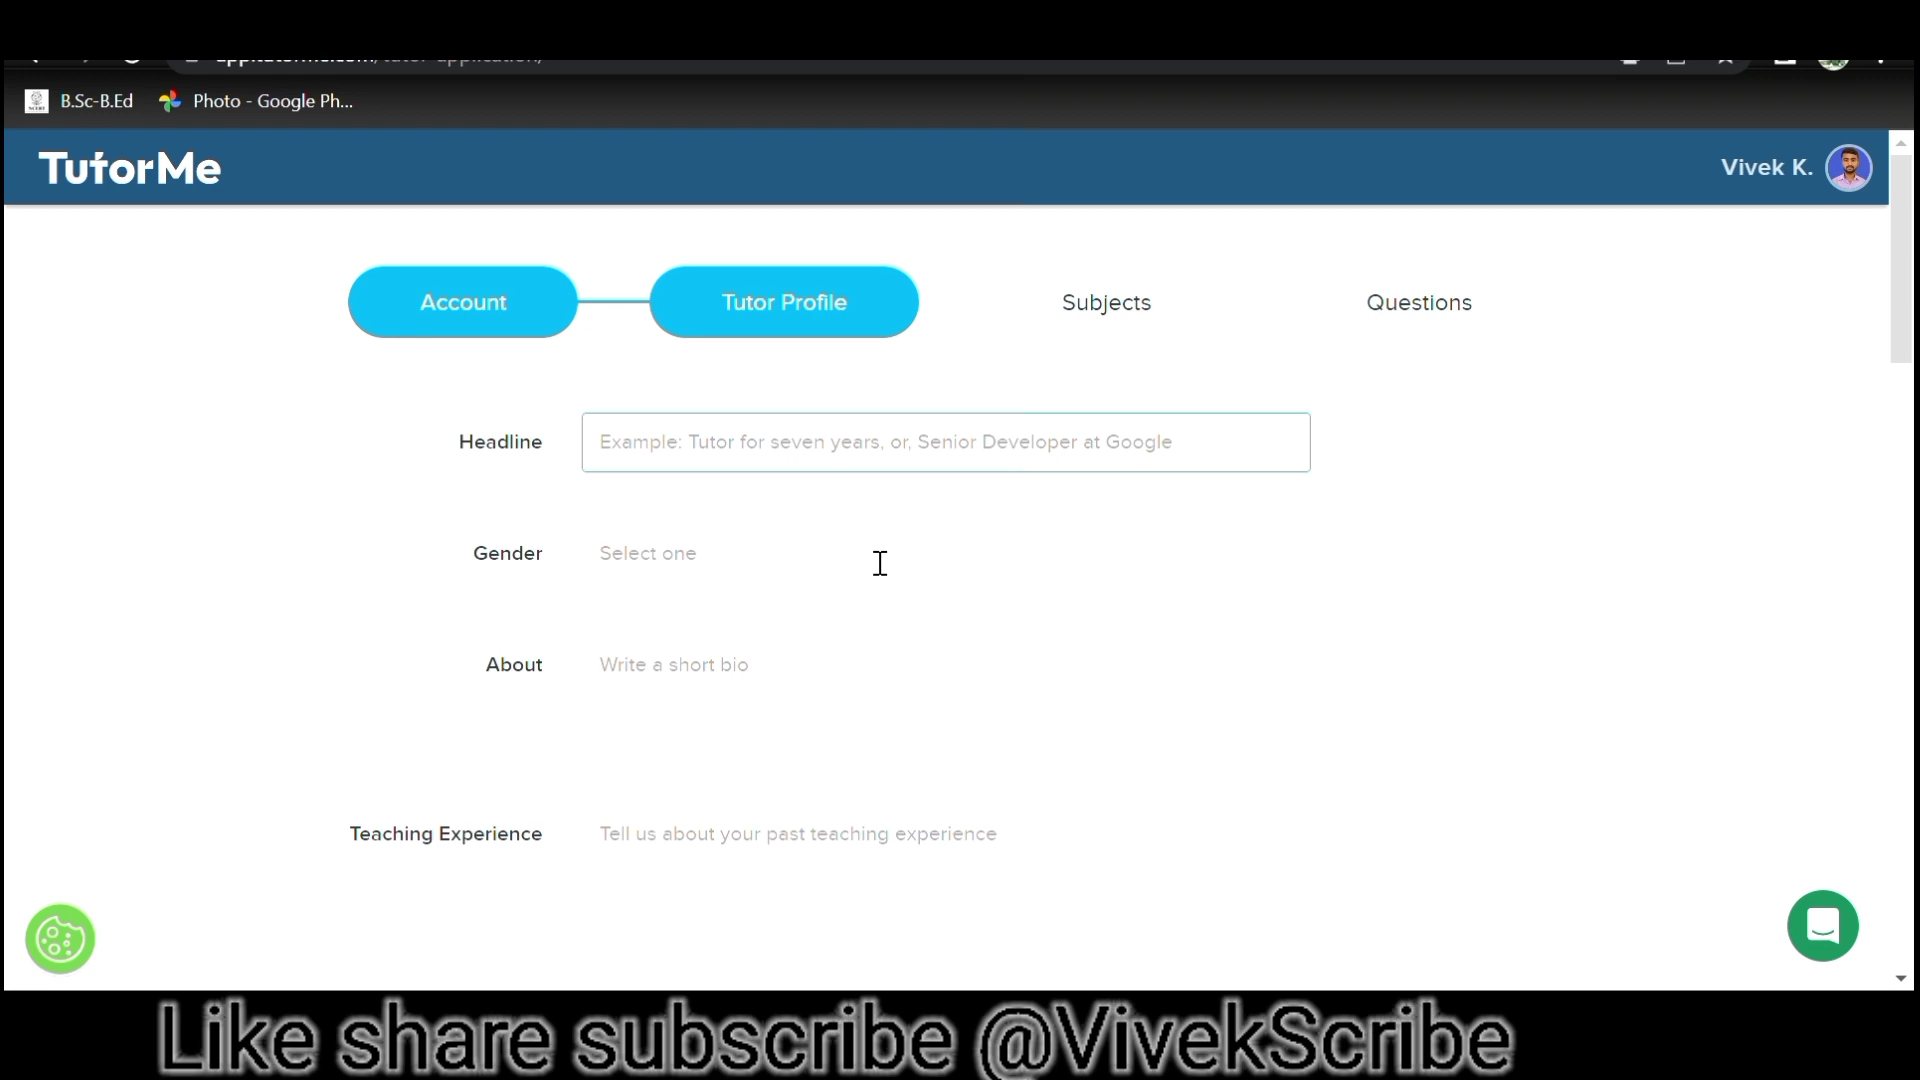 B.Sc-B.Ed Photo - Google Ph...
TutorMe
Vivek K.
Account Tutor Profile Subjects Questions
Headline Example: Tutor for seven years, or, Senior Developer at Google
Gender Select one
About Write a short bio
Teaching Experience Tell us about your past teaching experience
Like share subscribe @VivekScribe